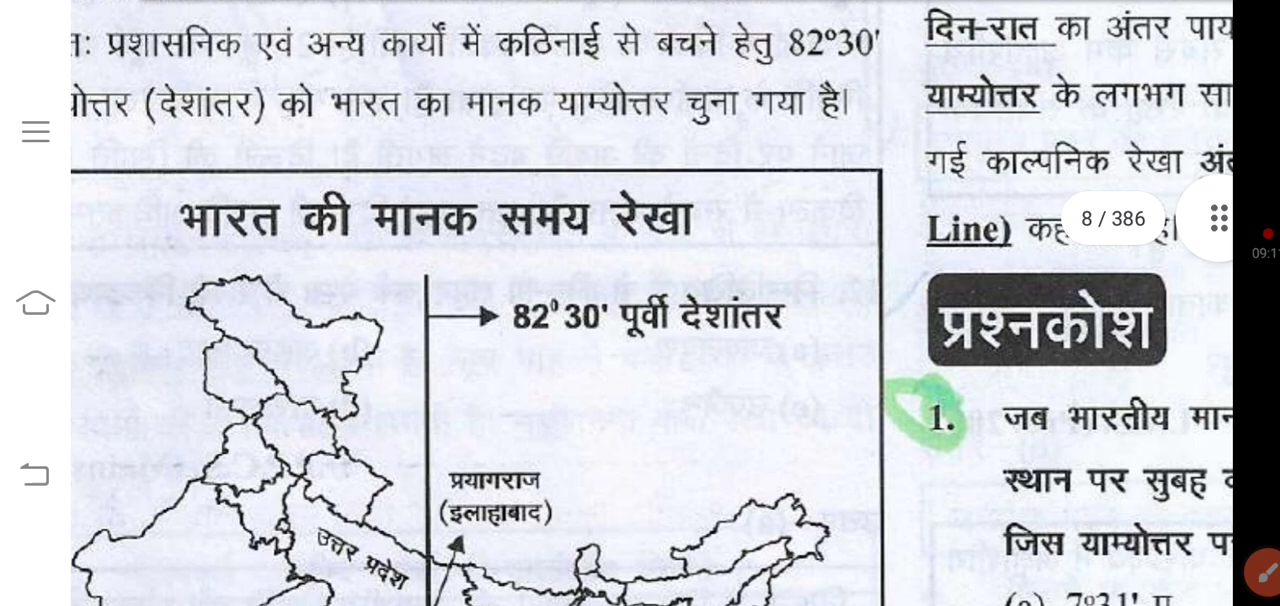 प्रशासनिक एवं अन्य कार्यों में कठिनाई से बचने हेतु 82°30'
(देशांतर) को भारत का मानक याम्योत्तर चुना गया है।
भारत की मानक समय रेखा
82°30' पूर्वी देशांतर
प्रयागराज
(इलाहाबाद)
उत्तर प्रदेश
दिन-रात का अंतर
याम्योत्तर के लगभग
गई काल्पनिक रेखा
Line)
8 / 386
प्रश्नकोश
1. जब भारतीय
स्थान पर सुबह
जिस याम्योत्तर
09:1